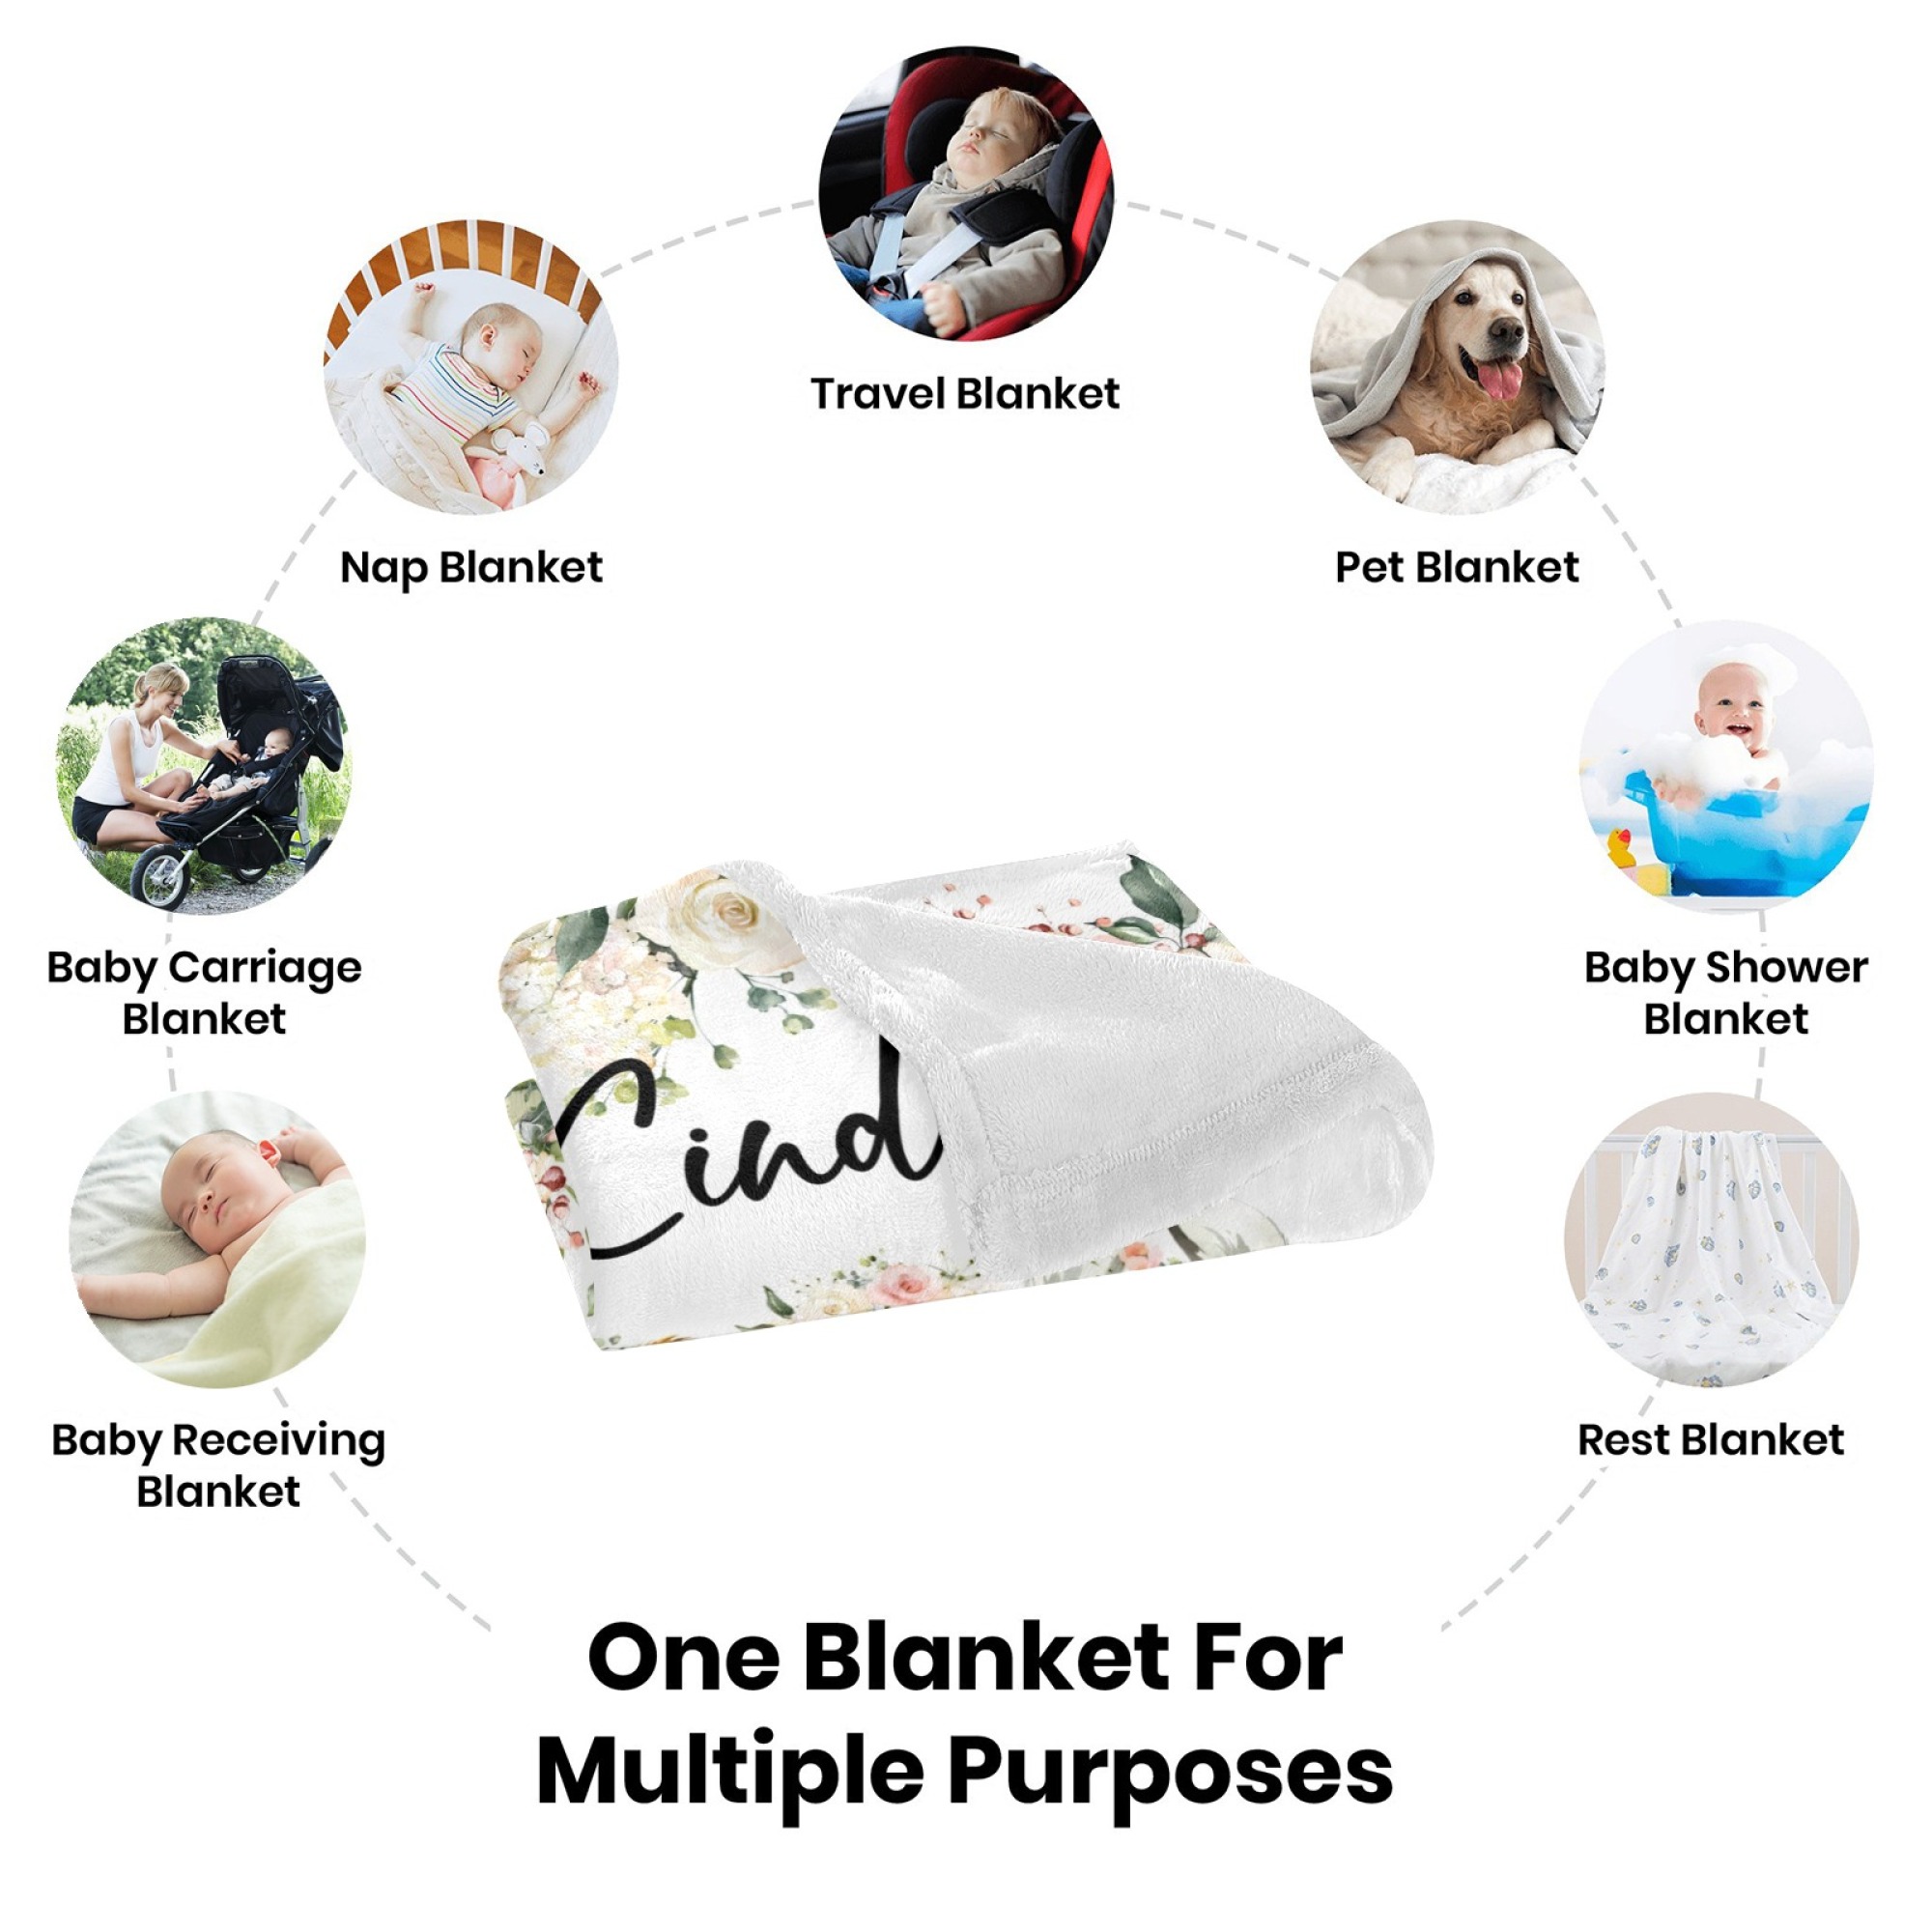 Travel Blanket
Nap Blanket
Pet Blanket
Baby Carriage
Blanket
Baby Shower
Blanket
Cind
Baby Receiving
Blanket
Rest Blanket
One Blanket For
Multiple Purposes